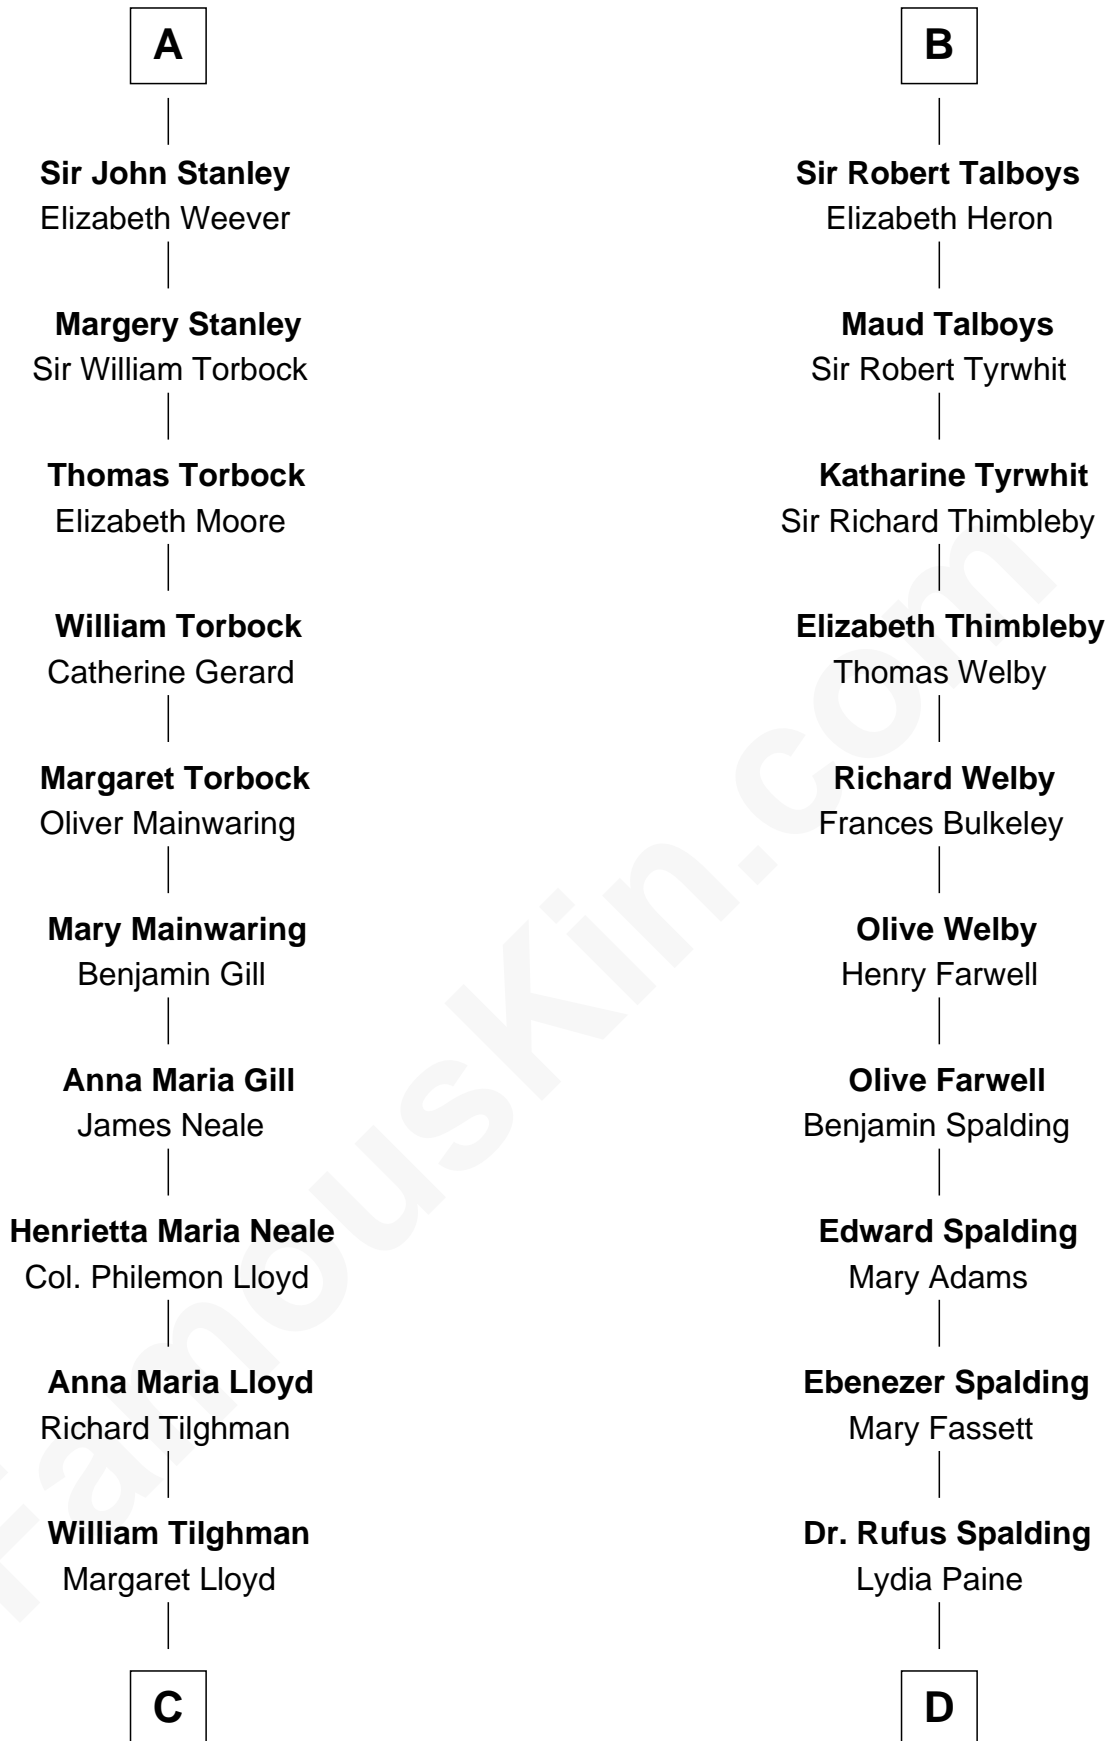 A
Sir John Stanley
Elizabeth Weever
Margery Stanley
Sir William Torbock
Thomas Torbock
Elizabeth Moore
William Torbock
Catherine Gerard
Margaret Torbock
Oliver Mainwaring
Mary Mainwaring
Benjamin Gill
Anna Maria Gill
James Neale
Henrietta Maria Neale
Col. Philemon Lloyd
Anna Maria Lloyd
Richard Tilghman
William Tilghman
Margaret Lloyd
C
B
Sir Robert Talboys
Elizabeth Heron
Maud Talboys
Sir Robert Tyrwhit
Katharine Tyrwhit
Sir Richard Thimbleby
Elizabeth Thimbleby
Thomas Welby
Richard Welby
Frances Bulkeley
Olive Welby
Henry Farwell
Olive Farwell
Benjamin Spalding
Edward Spalding
Mary Adams
Ebenezer Spalding
Mary Fassett
Dr. Rufus Spalding
Lydia Paine
D
FamousKin.com